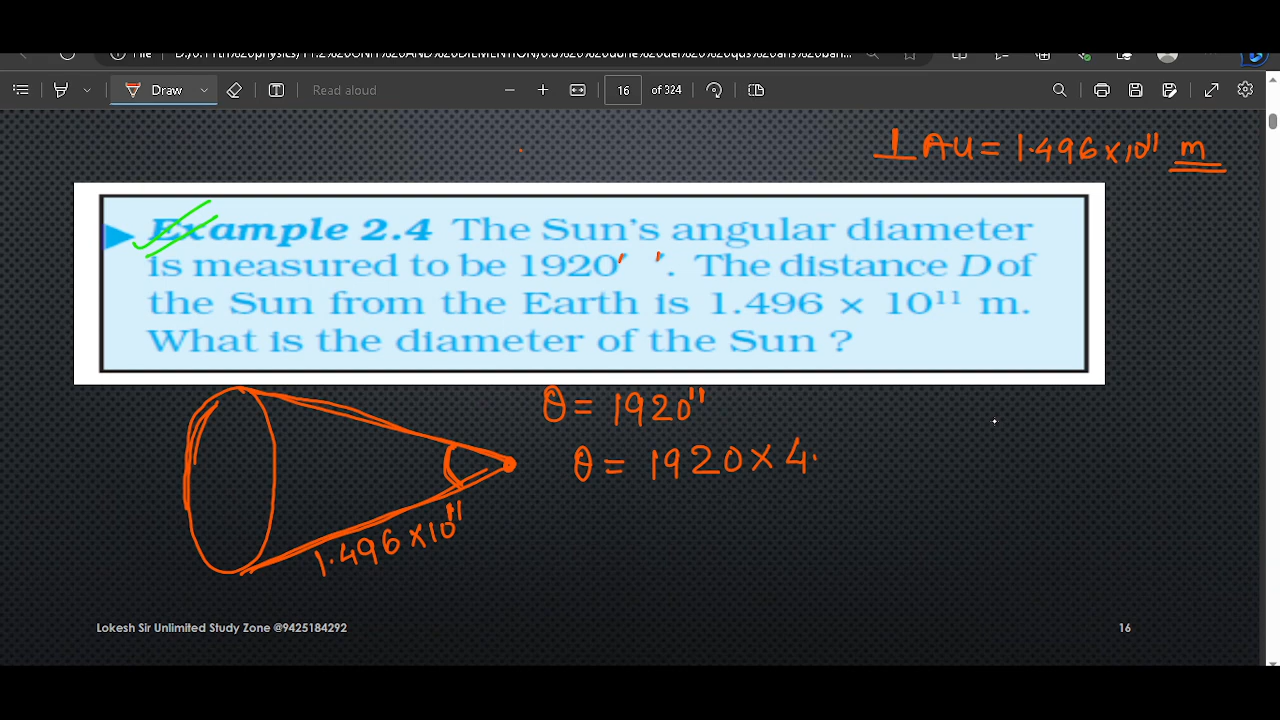 Draw
Read aloud
16 of 324
1 AU = 1.496×10¹¹ m
Example 2.4 The Sun's angular diameter
is measured to be 1920′ ′. The distance D of
the Sun from the Earth is 1.496 × 10¹¹ m.
What is the diameter of the Sun ?
θ = 1920"
θ = 1920 × 4.
1.496×10¹¹
Lokesh Sir Unlimited Study Zone @9425184292
16